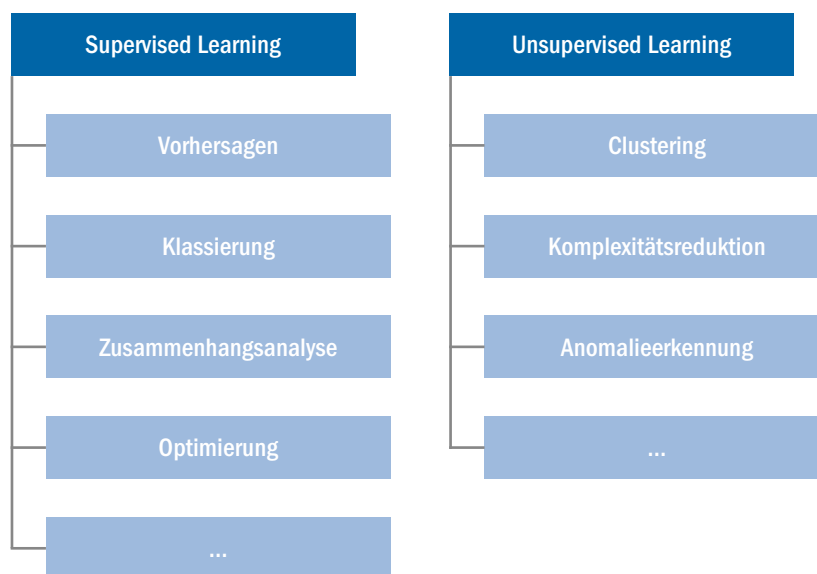 Supervised Learning
Vorhersagen
Klassierung
Zusammenhangsanalyse
Optimierung
...
Unsupervised Learning
Clustering
Komplexitätsreduktion
Anomalieerkennung
...